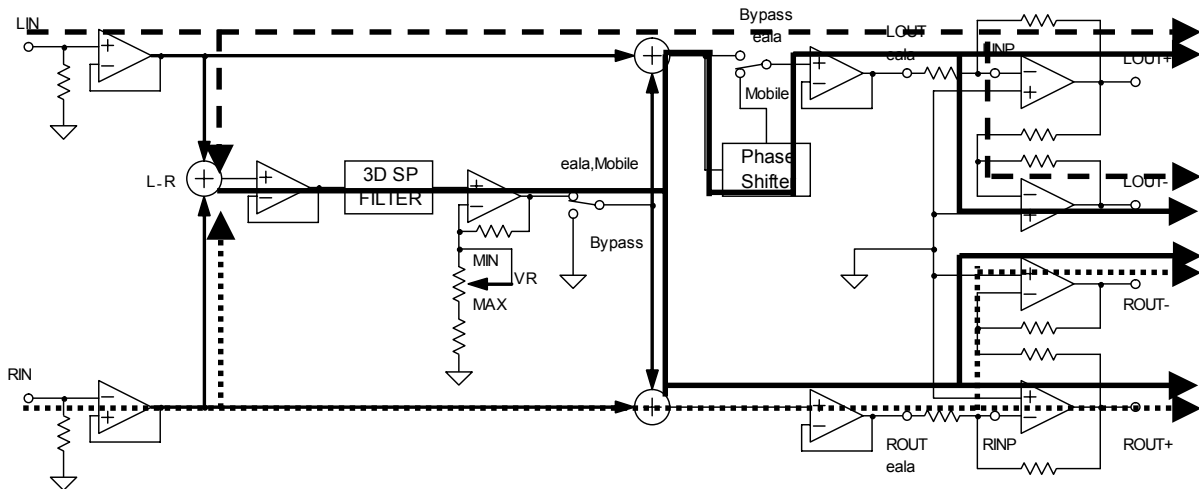 LIN
Bypass
eala
LOUT
eala
INP
LOUT+
Mobile
Phase
Shifter
3D SP
FILTER
L-R
eala,Mobile
LOUT-
Bypass
MIN
VR
MAX
ROUT-
RIN
ROUT
eala
RINP
ROUT+